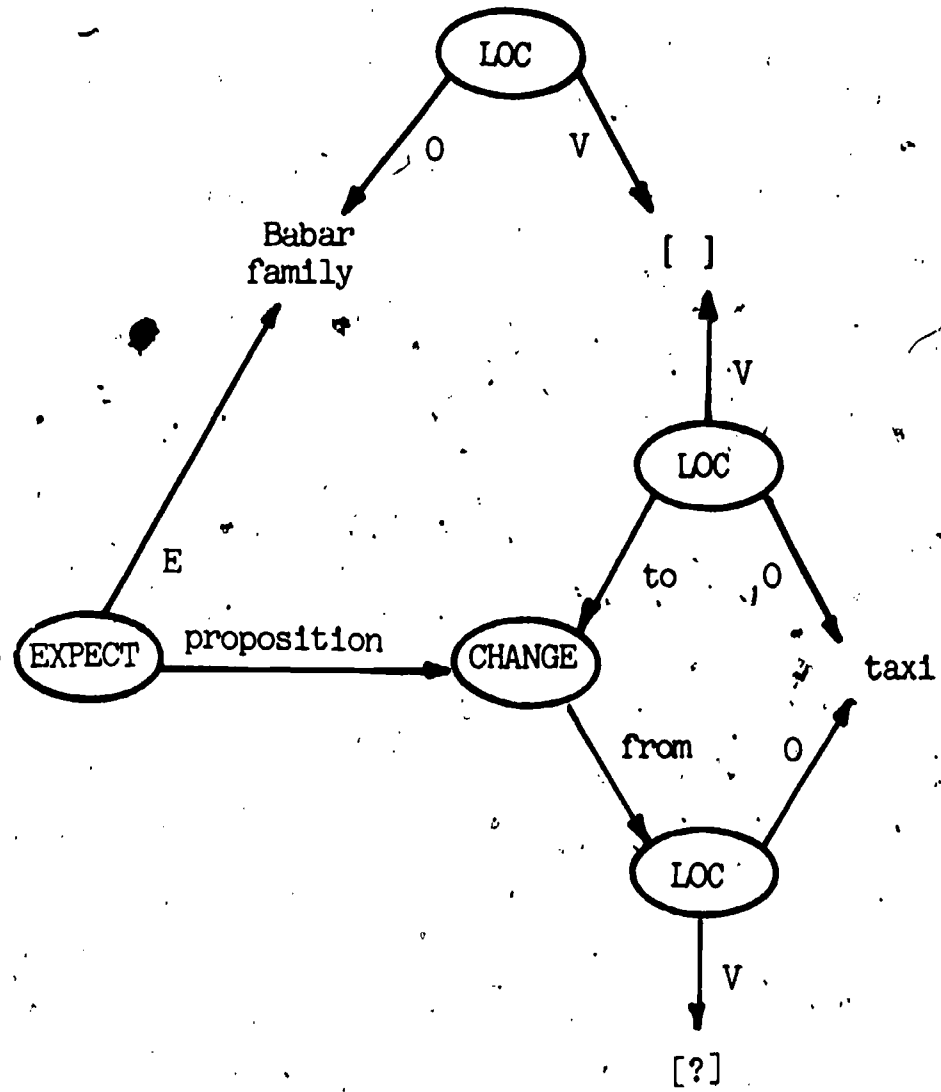 LOC
O V
Babar
family
[ ]
V
LOC
E
to O
EXPECT proposition CHANGE
taxi
from O
LOC
V
[?]